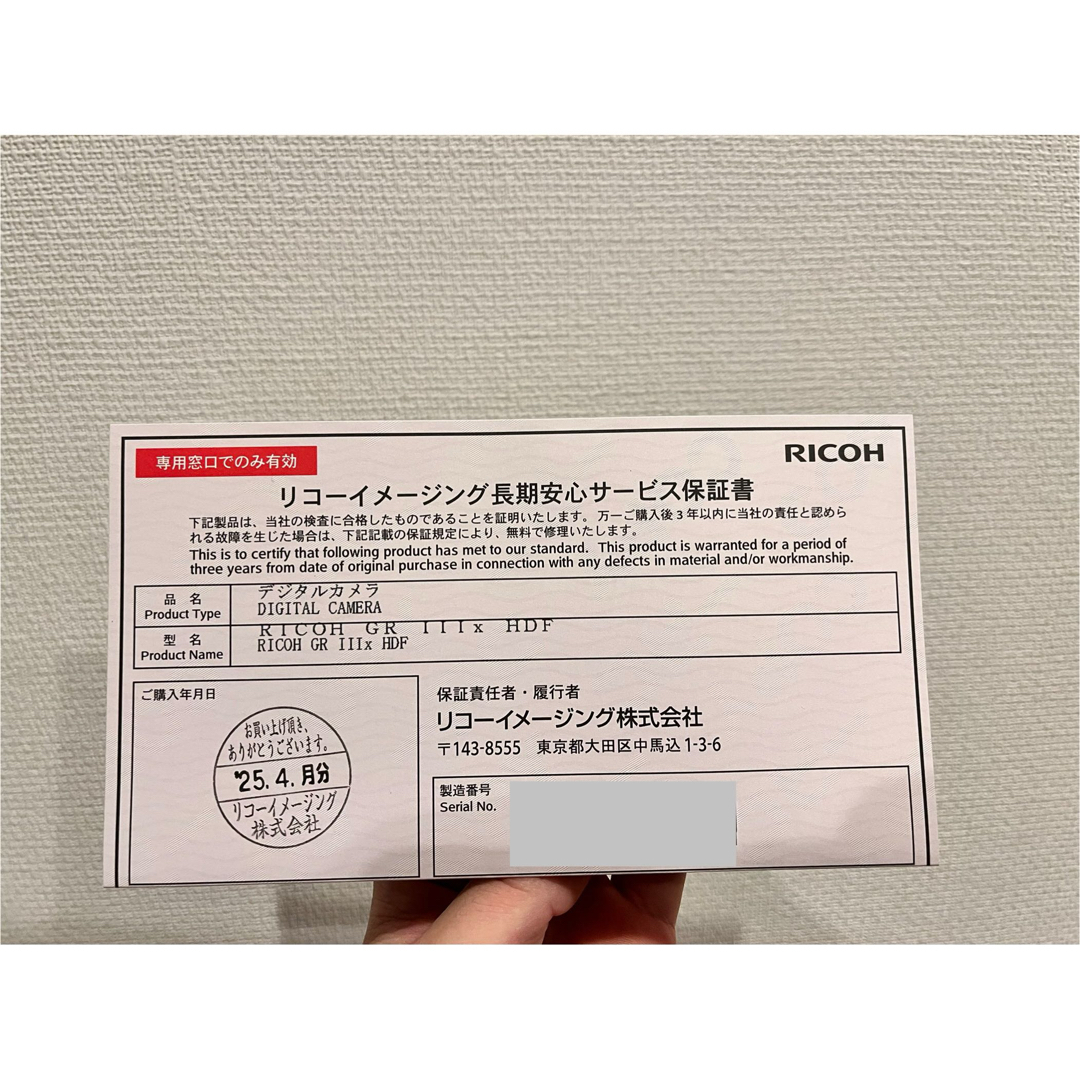 専用窓口でのみ有効
RICOH
リコーイメージング長期安心サービス保証書
下記製品は、当社の検査に合格したものであることを証明いたします。万一ご購入後3年以内に当社の責任と認めら
れる故障を生じた場合は、下記記載の保証規定により、無料で修理いたします。
This is to certify that following product has met to our standard. This product is warranted for a period of
three years from date of original purchase in connection with any defects in material and/or workmanship.
品 名
Product Type
デジタルカメラ
DIGITAL CAMERA
型 名
Product Name
RICOH GR IIIx HDF
RICOH GR IIIx HDF
ご購入年月日
お買い上げ頂き、
ありがとうございます。
'25.4.月分
リコーイメージング
株式会社
保証責任者・履行者
リコーイメージング株式会社
〒143-8555 東京都大田区中馬込1-3-6
製造番号
Serial No.